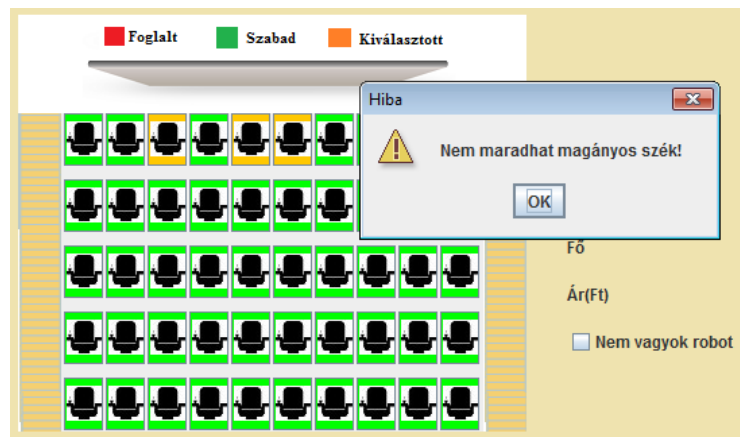 Foglalt Szabad Kiválasztott
Hiba
Nem maradhat magányos szék!
OK
Fő
Ár(Ft)
Nem vagyok robot